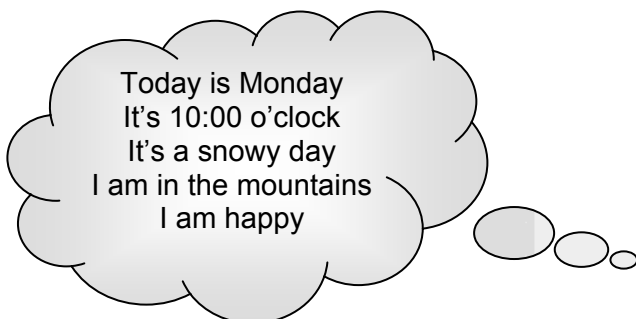 Today is Monday
It’s 10:00 o’clock
It’s a snowy day
I am in the mountains
I am happy